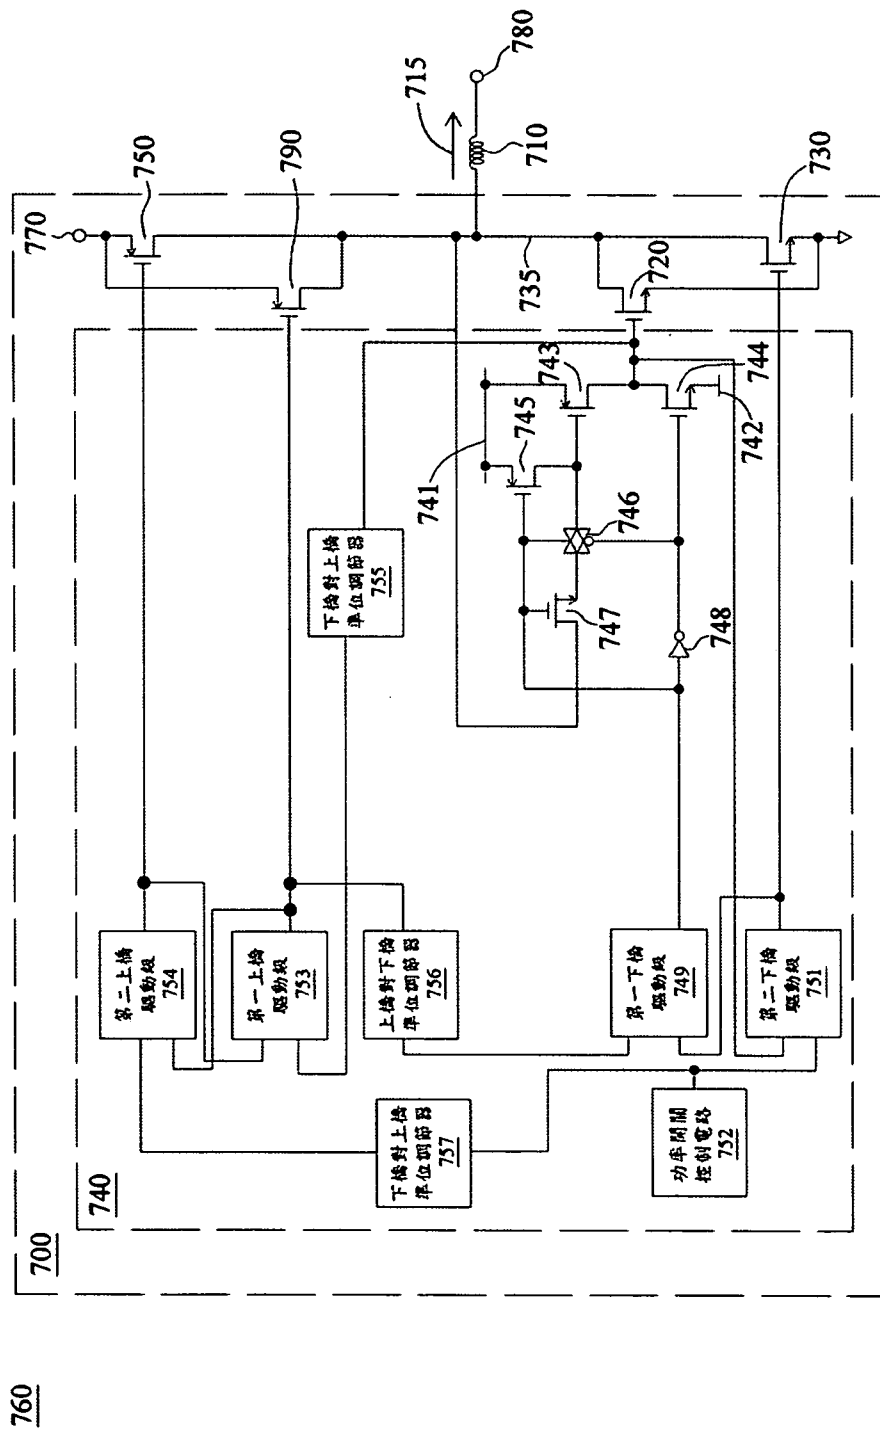 760
700
740
第二上橋
驅動級
754
第一上橋
驅動級
753
上橋對下橋
準位調節器
756
下橋對上橋
準位調節器
757
第一下橋
驅動級
749
第二下橋
驅動級
751
功率開關
控制電路
752
下橋對上橋
準位調節器
755
741
745
743
746
747
748
744
742
770
750
790
735
720
730
715
710
780